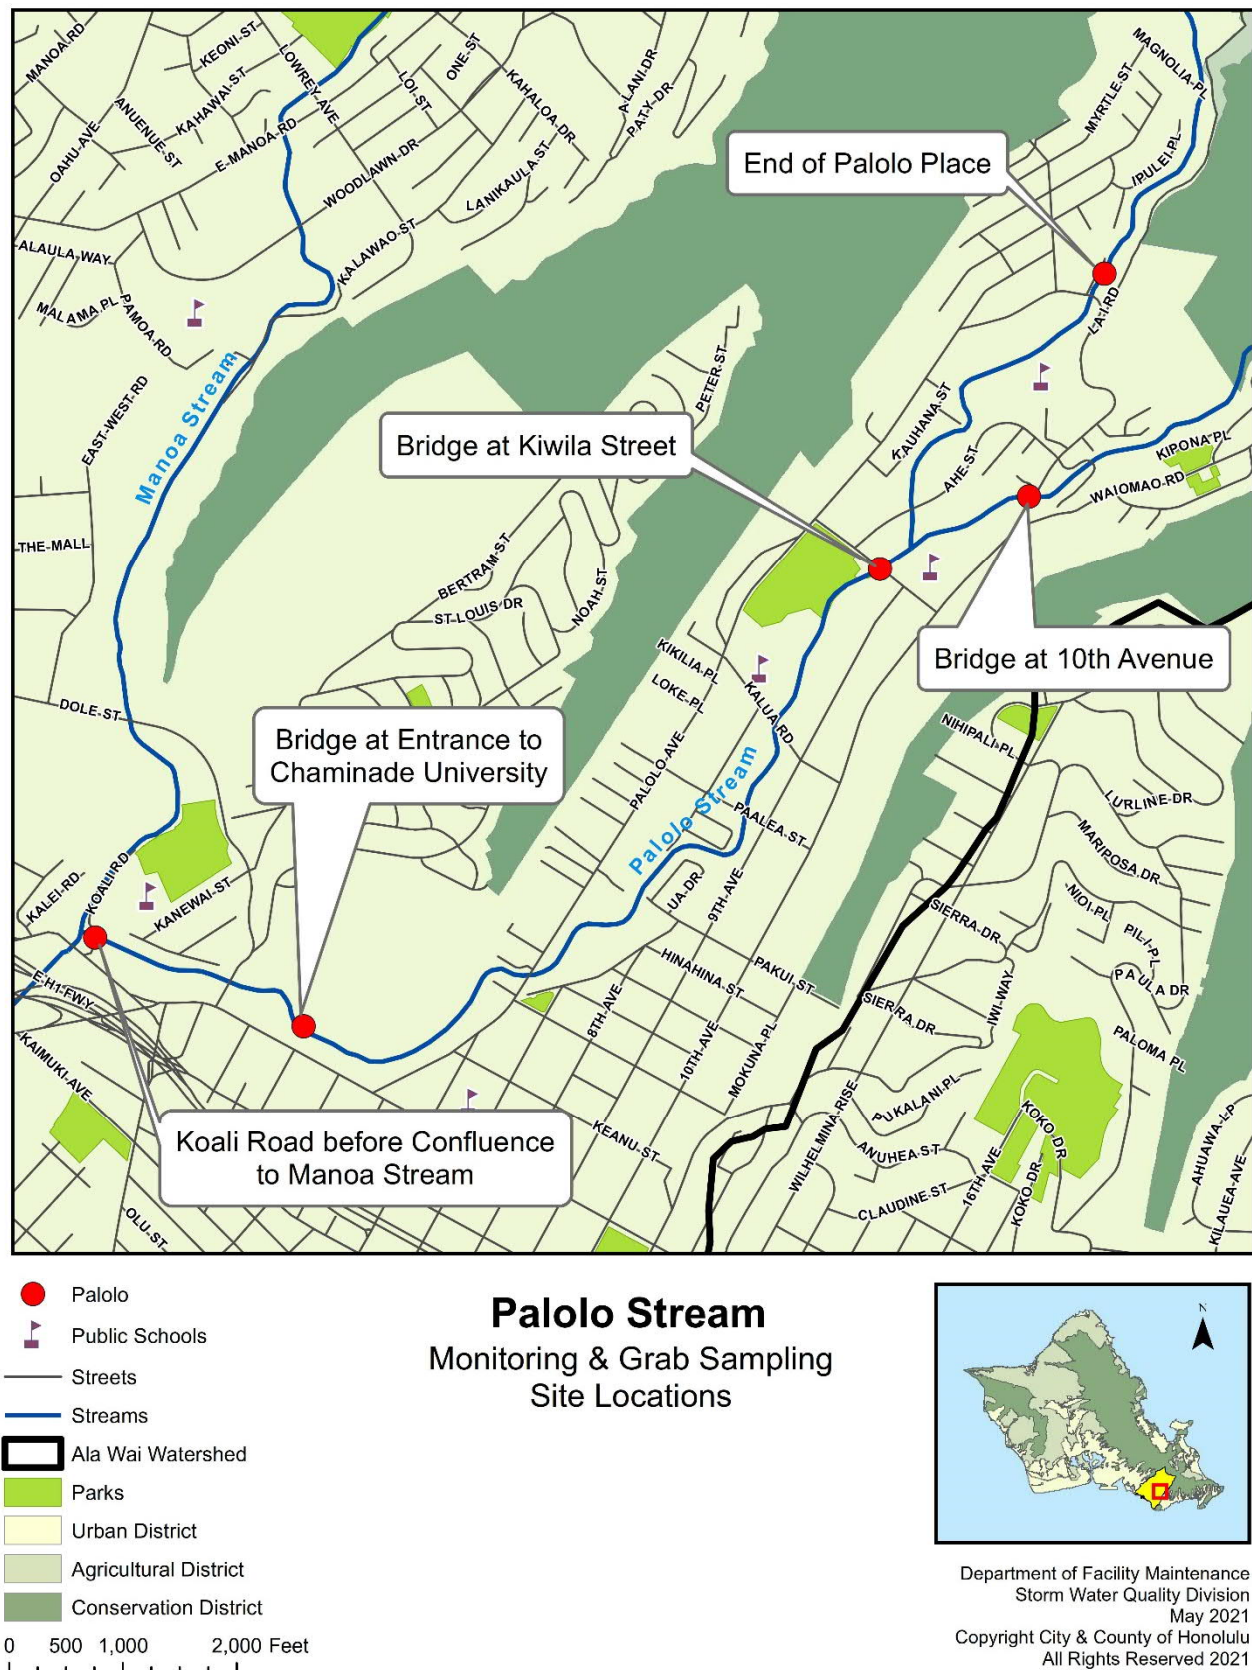 MANOA RD
KEONI-ST
KAHAWAI-ST
LOWREY-AVE
ANUENUE-ST
OAHU-AVE
E-MANOA-RD
LOI-ST
ONE-ST
KAHALOA-DR
A-LANI-DR
PATY-DR
WOODLAWN-DR
LANIKAULA-ST
KALAWAO-ST
ALAULA-WAY
MALAMA-PL
PAMOA-RD
MAGNOLIA-PL
MYRTLE-ST
IPULEI-PL
End of Palolo Place
L-A-I-RD
Manoa Stream
EAST-WEST-RD
PETER-ST
Bridge at Kiwila Street
KAUHANA-ST
AHE-ST
KIPONA-PL
WAIOMAO-RD
THE-MALL
BERTRAM-ST
ST-LOUIS-DR
NOAH-ST
Bridge at 10th Avenue
KIKILIA-PL
LOKE-PL
KALUA-RD
DOLE-ST
NIHIPALI-PL
Bridge at Entrance to
Chaminade University
PALOLO-AVE
Palolo Stream
PAALEA-ST
LURLINE-DR
MARIPOSA-DR
NIOI-PL
PILI-PL
PAULA DR
KALEI-RD
KOALI-RD
KANEWAI-ST
UA-DR
9TH-AVE
SIERRA-DR
HINAHINA-ST
PAKUI-ST
E-H1-FWY
8TH-AVE
SIERRA-DR
IWI-WAY
PALOMA PL
KAIMUKI-AVE
10TH-AVE
MOKUNA-PL
PUKALANI-PL
KOKO-DR
Koali Road before Confluence
to Manoa Stream
KEANU-ST
WILHELMINA-RISE
ANUHEA-ST
CLAUDINE-ST
16TH-AVE
KOKO-DR
AHUAWA-LP
KILAUEA-AVE
OLU-ST
Palolo
Public Schools
Streets
Streams
Ala Wai Watershed
Parks
Urban District
Agricultural District
Conservation District
0 500 1,000 2,000 Feet
Palolo Stream
Monitoring & Grab Sampling
Site Locations
N
Department of Facility Maintenance
Storm Water Quality Division
May 2021
Copyright City & County of Honolulu
All Rights Reserved 2021